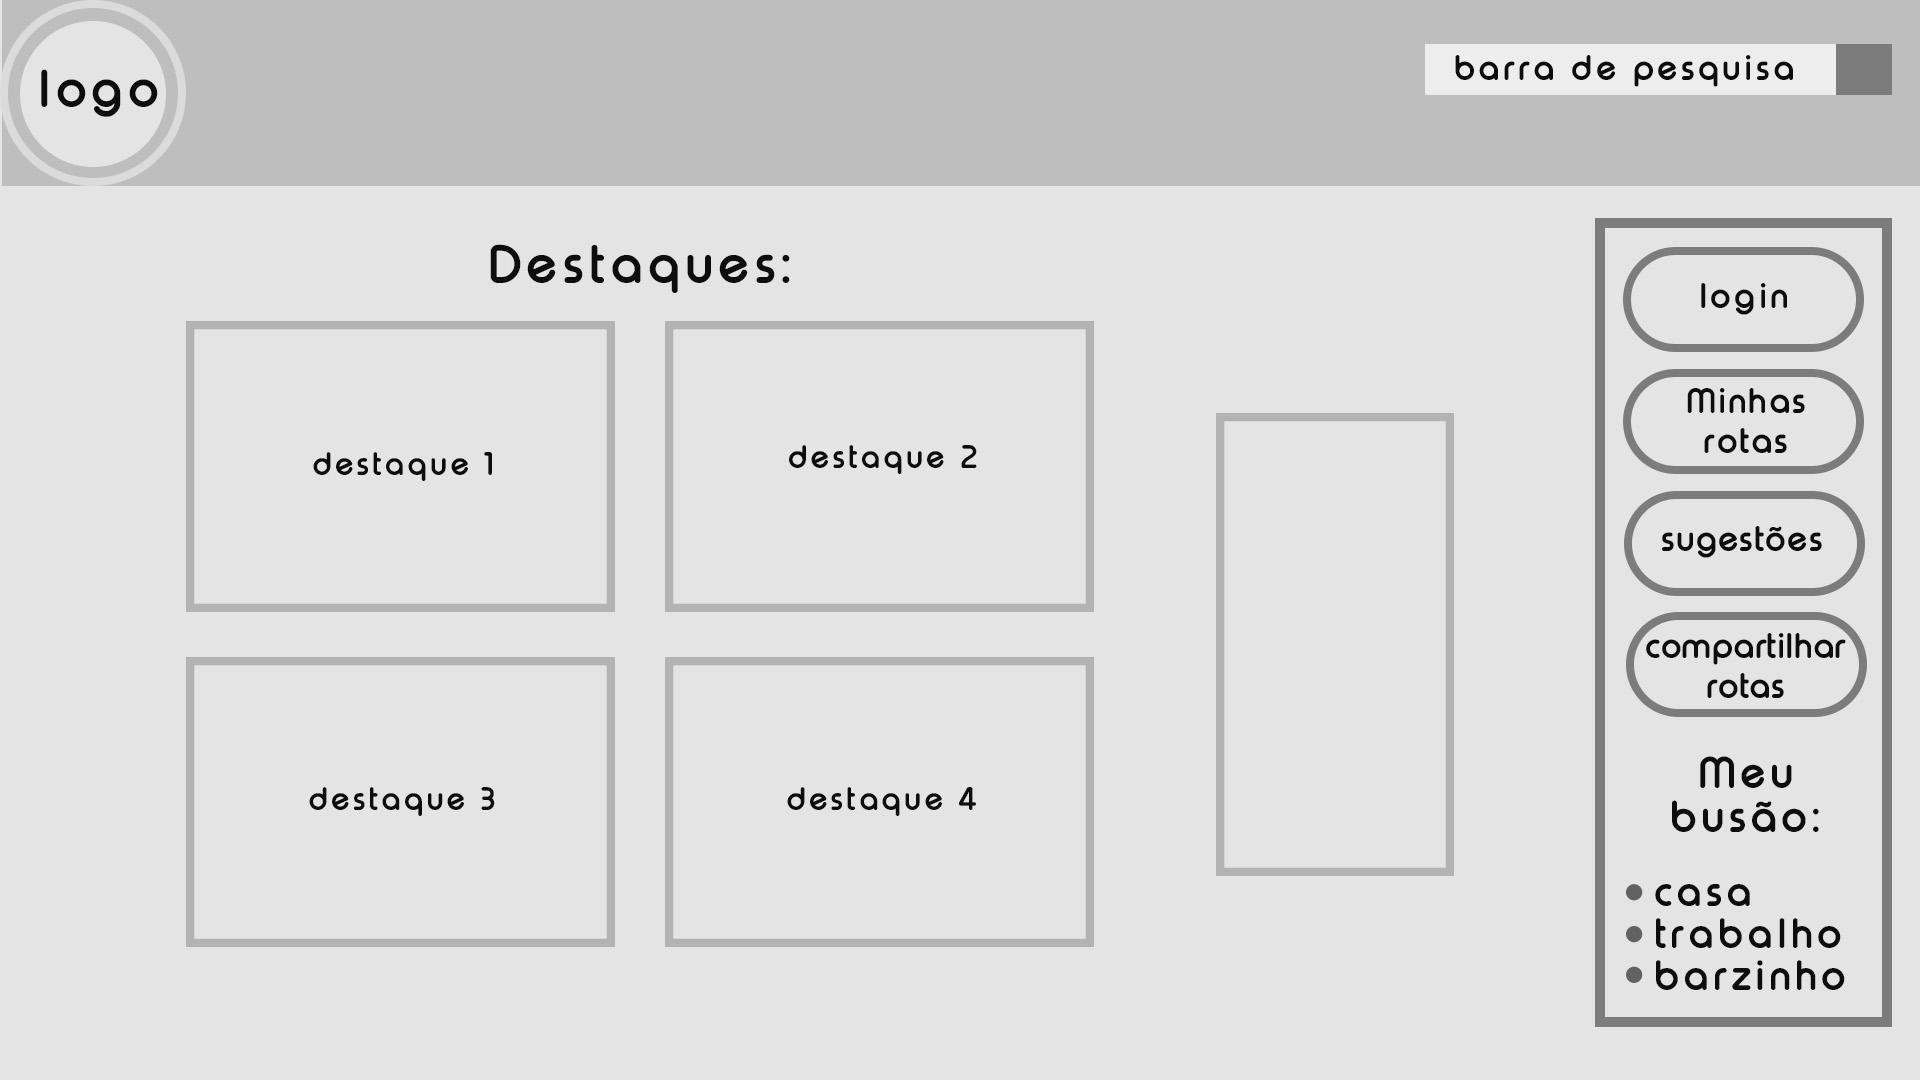 logo
barra de pesquisa
Destaques:
destaque 1
destaque 2
destaque 3
destaque 4
login
Minhas
rotas
sugestões
compartilhar
rotas
Meu
busão:
casa
trabalho
barzinho